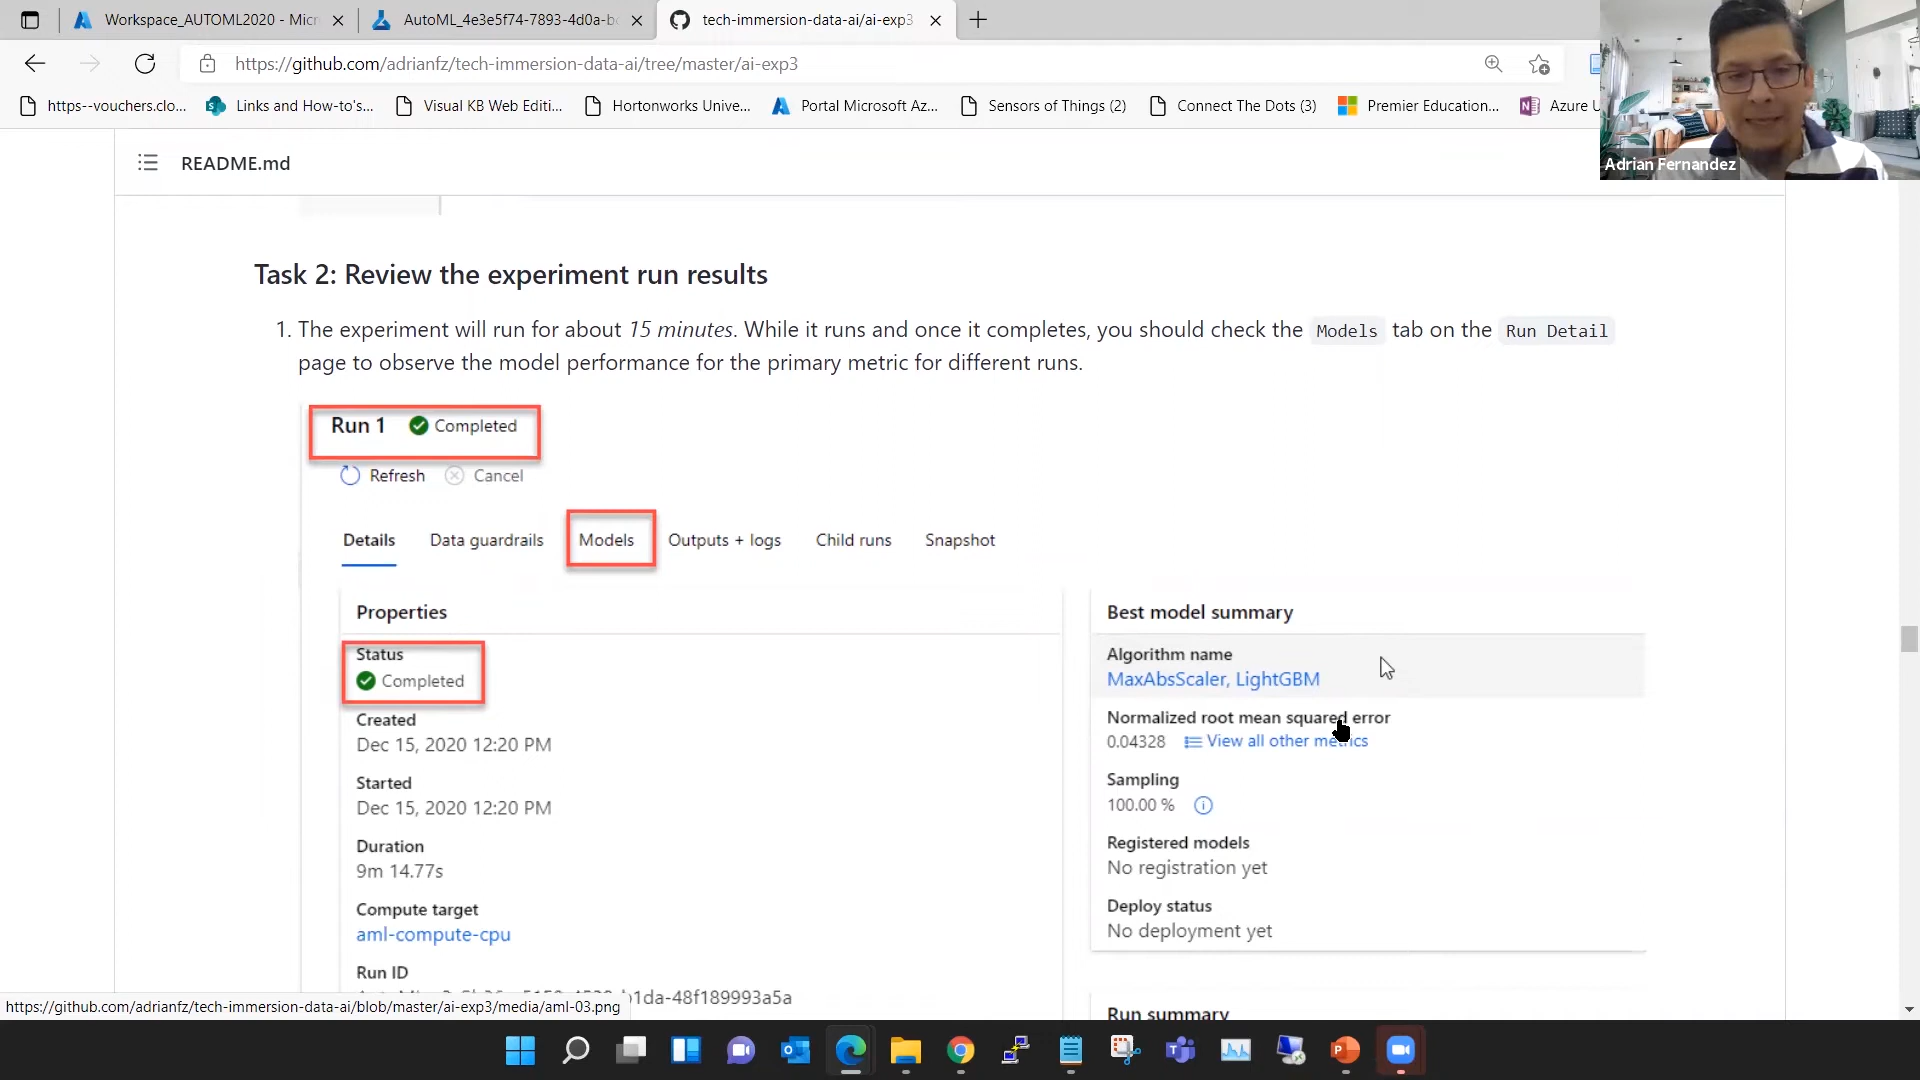 Workspace_AUTOML2020 - Micr
AutoML_4e3e5f74-7893-4d0a-b
tech-immersion-data-ai/ai-exp3
https://github.com/adrianfz/tech-immersion-data-ai/tree/master/ai-exp3
https--vouchers.clo...
Links and How-to's...
Visual KB Web Editi...
Hortonworks Unive...
Portal Microsoft Az...
Sensors of Things (2)
Connect The Dots (3)
Premier Education...
Azure U
Adrian Fernandez
README.md
Task 2: Review the experiment run results
1. The experiment will run for about 15 minutes. While it runs and once it completes, you should check the Models tab on the Run Detail
page to observe the model performance for the primary metric for different runs.
Run 1 Completed
Refresh Cancel
Details Data guardrails Models Outputs + logs Child runs Snapshot
Properties
Status
Completed
Created
Dec 15, 2020 12:20 PM
Started
Dec 15, 2020 12:20 PM
Duration
9m 14.77s
Compute target
aml-compute-cpu
Run ID
b1da-48f189993a5a
Best model summary
Algorithm name
MaxAbsScaler, LightGBM
Normalized root mean squared error
0.04328 View all other metrics
Sampling
100.00 %
Registered models
No registration yet
Deploy status
No deployment yet
Run summary
https://github.com/adrianfz/tech-immersion-data-ai/blob/master/ai-exp3/media/aml-03.png